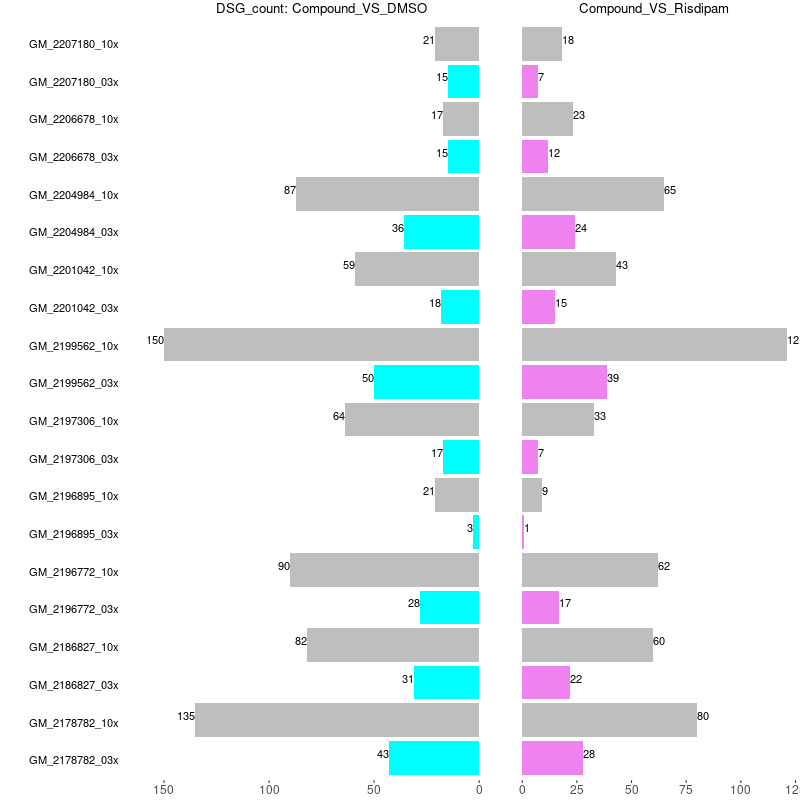 DSG_count: Compound_VS_DMSO Compound_VS_Risdipam
GM_2207180_10x 21 18
GM_2207180_03x 15 7
GM_2206678_10x 17 23
GM_2206678_03x 15 12
GM_2204984_10x 87 65
GM_2204984_03x 36 24
GM_2201042_10x 59 43
GM_2201042_03x 18 15
GM_2199562_10x 150 12
GM_2199562_03x 50 39
GM_2197306_10x 64 33
GM_2197306_03x 17 7
GM_2196895_10x 21 9
GM_2196895_03x 3 1
GM_2196772_10x 90 62
GM_2196772_03x 28 17
GM_2186827_10x 82 60
GM_2186827_03x 31 22
GM_2178782_10x 135 80
GM_2178782_03x 43 28
150 100 50 0 0 25 50 75 100